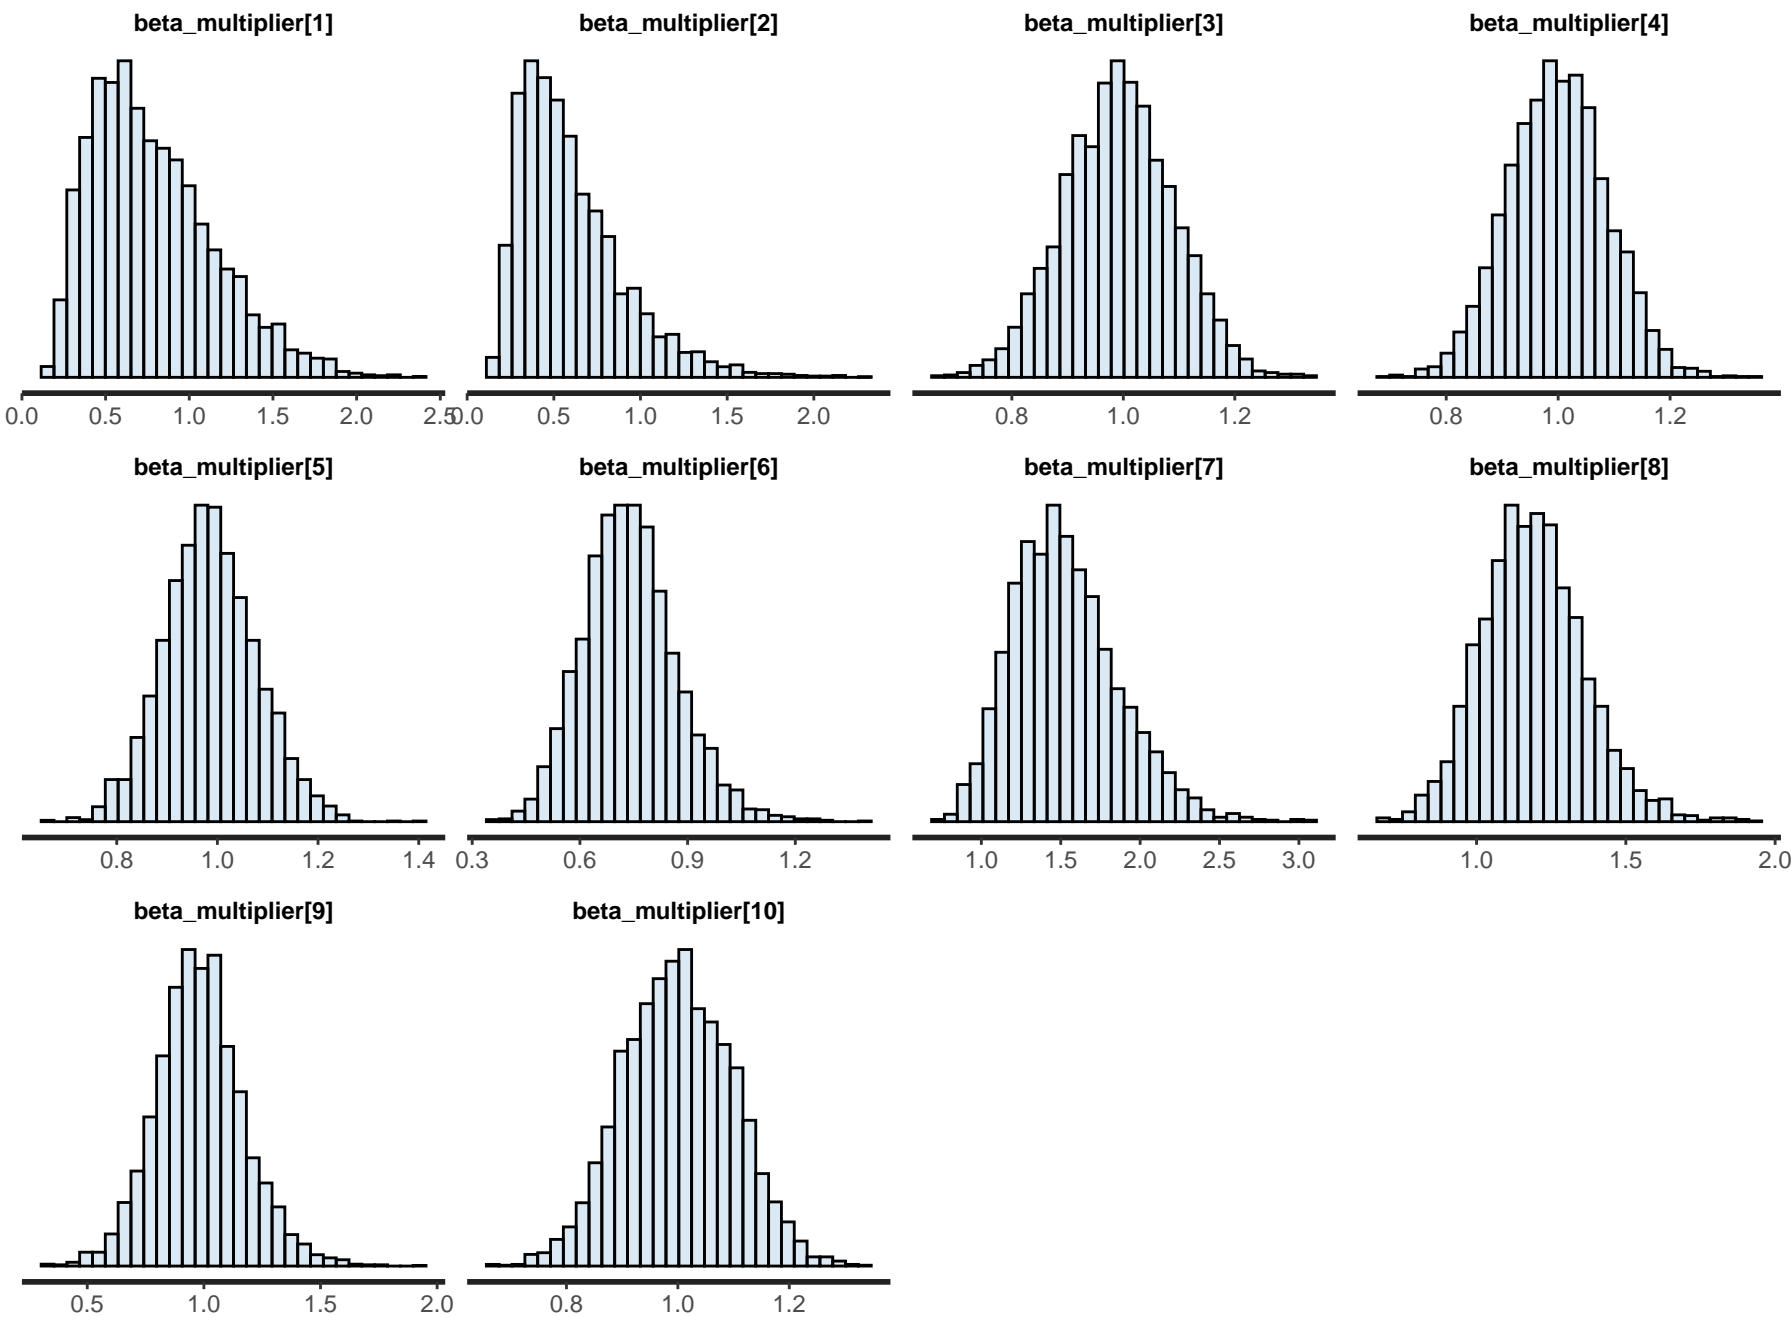 beta_multiplier[1] beta_multiplier[2] beta_multiplier[3] beta_multiplier[4]
0.0 0.5 1.0 1.5 2.0 2.5 0.0 0.5 1.0 1.5 2.0 0.8 1.0 1.2 0.8 1.0 1.2
beta_multiplier[5] beta_multiplier[6] beta_multiplier[7] beta_multiplier[8]
0.8 1.0 1.2 1.4 0.3 0.6 0.9 1.2 1.0 1.5 2.0 2.5 3.0 1.0 1.5 2.0
beta_multiplier[9] beta_multiplier[10]
0.5 1.0 1.5 2.0 0.8 1.0 1.2